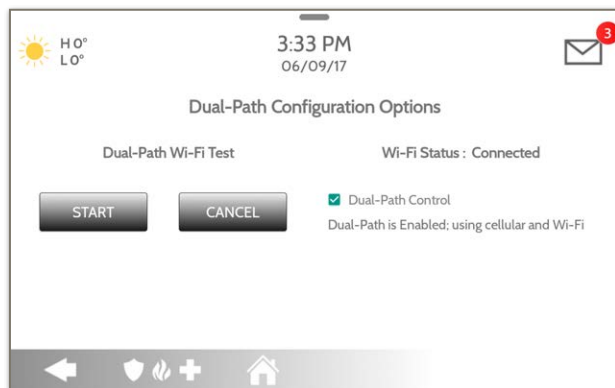 H 0°
L 0°
3:33 PM
06/09/17
3
Dual-Path Configuration Options
Dual-Path Wi-Fi Test
Wi-Fi Status : Connected
START
CANCEL
Dual-Path Control
Dual-Path is Enabled; using cellular and Wi-Fi